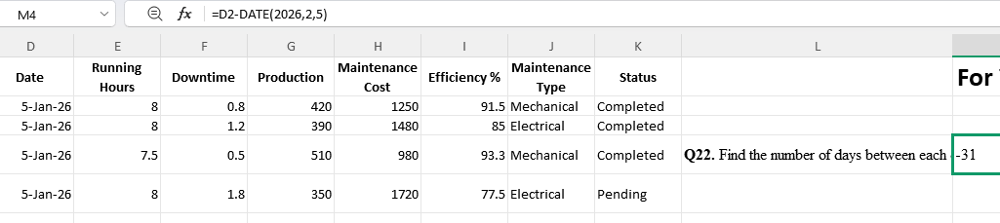 M4 fx =D2-DATE(2026,2,5)
D E F G H I J K L
Date Running Hours Downtime Production Maintenance Cost Efficiency % Maintenance Type Status For
5-Jan-26 8 0.8 420 1250 91.5 Mechanical Completed
5-Jan-26 8 1.2 390 1480 85 Electrical Completed
5-Jan-26 7.5 0.5 510 980 93.3 Mechanical Completed Q22. Find the number of days between each -31
5-Jan-26 8 1.8 350 1720 77.5 Electrical Pending